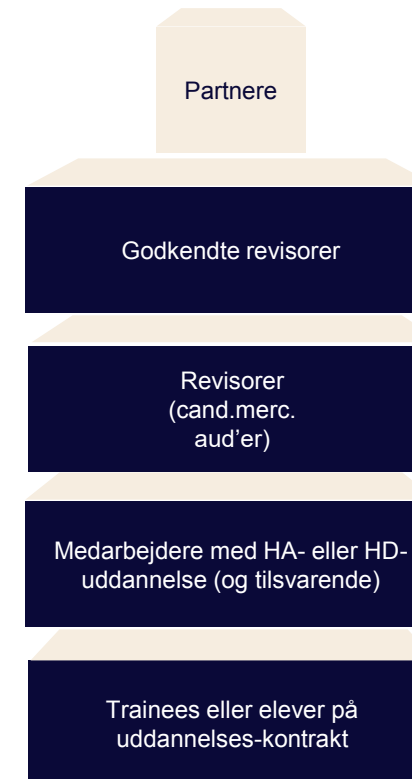 Partnere
Godkendte revisorer
Revisorer
(cand.merc.
aud’er)
Medarbejdere med HA- eller HD-
uddannelse (og tilsvarende)
Trainees eller elever på
uddannelses-kontrakt